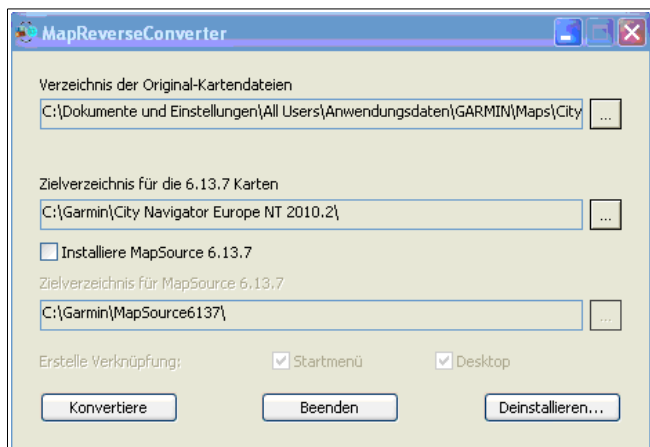 MapReverseConverter
Verzeichnis der Original-Kartendateien
C:\Dokumente und Einstellungen\All Users\Anwendungsdaten\GARMIN\Maps\City
...
Zielverzeichnis für die 6.13.7 Karten
C:\Garmin\City Navigator Europe NT 2010.2\
...
Installiere MapSource 6.13.7
Zielverzeichnis für MapSource 6.13.7
C:\Garmin\MapSource6137\
...
Erstelle Verknüpfung: Startmenü Desktop
Konvertiere Beenden Deinstallieren...